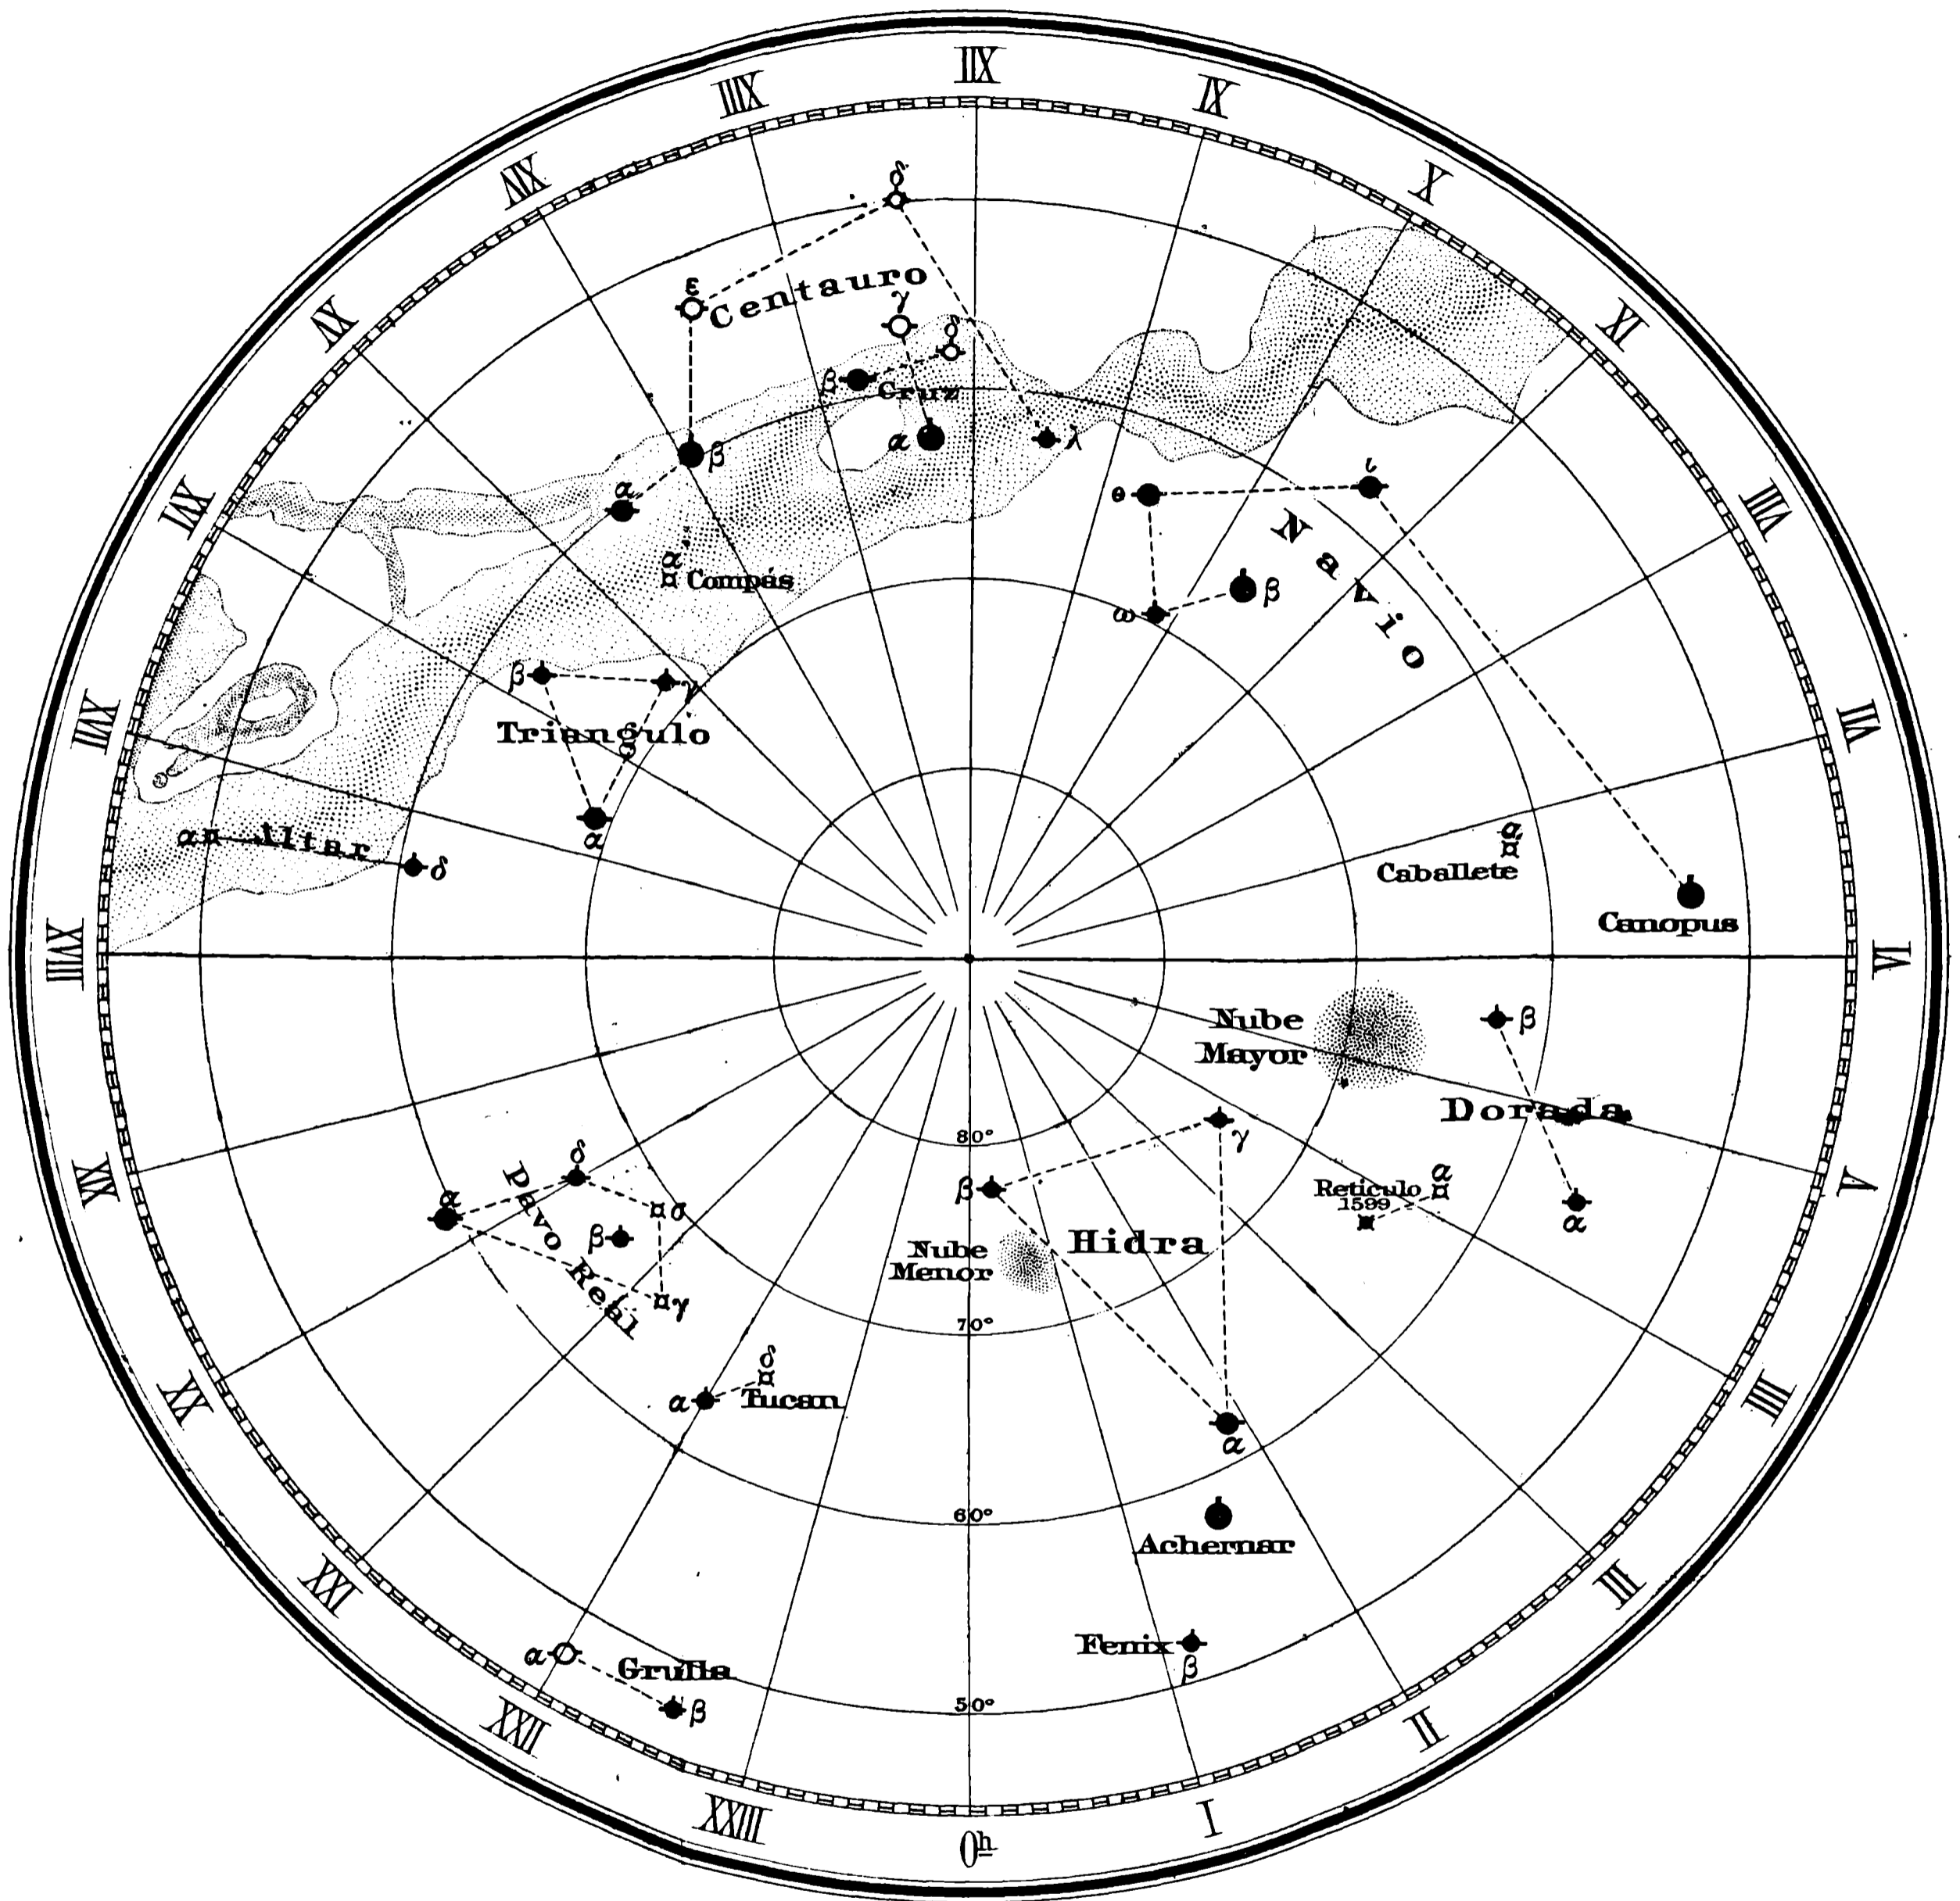 XII
XI
X
IX
VIII
VII
VI
V
IIII
III
II
I
0h
XXIII
XXII
XXI
XX
XIX
XVIII
XVII
XVI
XV
XIV
XIII
δ
ε
Centauro
γ
δ
β
Cruz
α
λ
β
α
α
Compás
θ
ι
Navio
ω
β
β
γ
Triangulo
α
α
Altar
δ
α
Caballete
Canopus
Nube
Mayor
β
Dorada
α
80°
γ
β
Reticulo
1599
α
Hidra
Nube
Menor
δ
α
Pavo Real
σ
β
γ
70°
δ
α
Tucan
α
60°
Achernar
Fenix
β
α
Grulla
β
50°